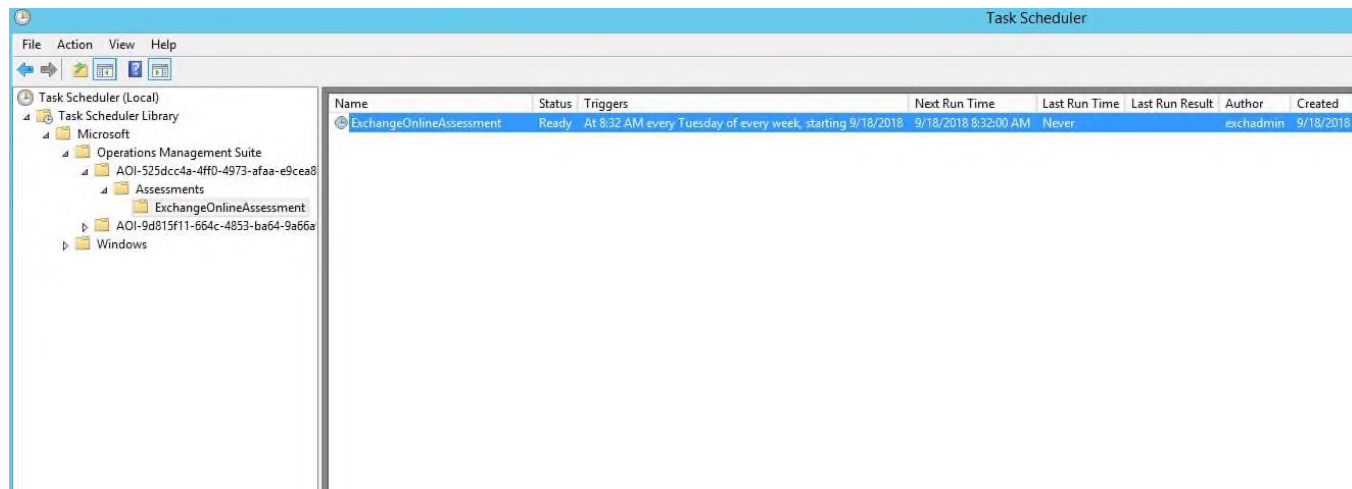 Task Scheduler
File Action View Help
Task Scheduler (Local)
Task Scheduler Library
Microsoft
Operations Management Suite
AOI-525dcc4a-4ff0-4973-afaa-e9cea8
Assessments
ExchangeOnlineAssessment
AOI-9d815f11-664c-4853-ba64-9a66a
Windows
Name Status Triggers Next Run Time Last Run Time Last Run Result Author Created
ExchangeOnlineAssessment Ready At 8:32 AM every Tuesday of every week, starting 9/18/2018 9/18/2018 8:32:00 AM Never exchadmin 9/18/2018